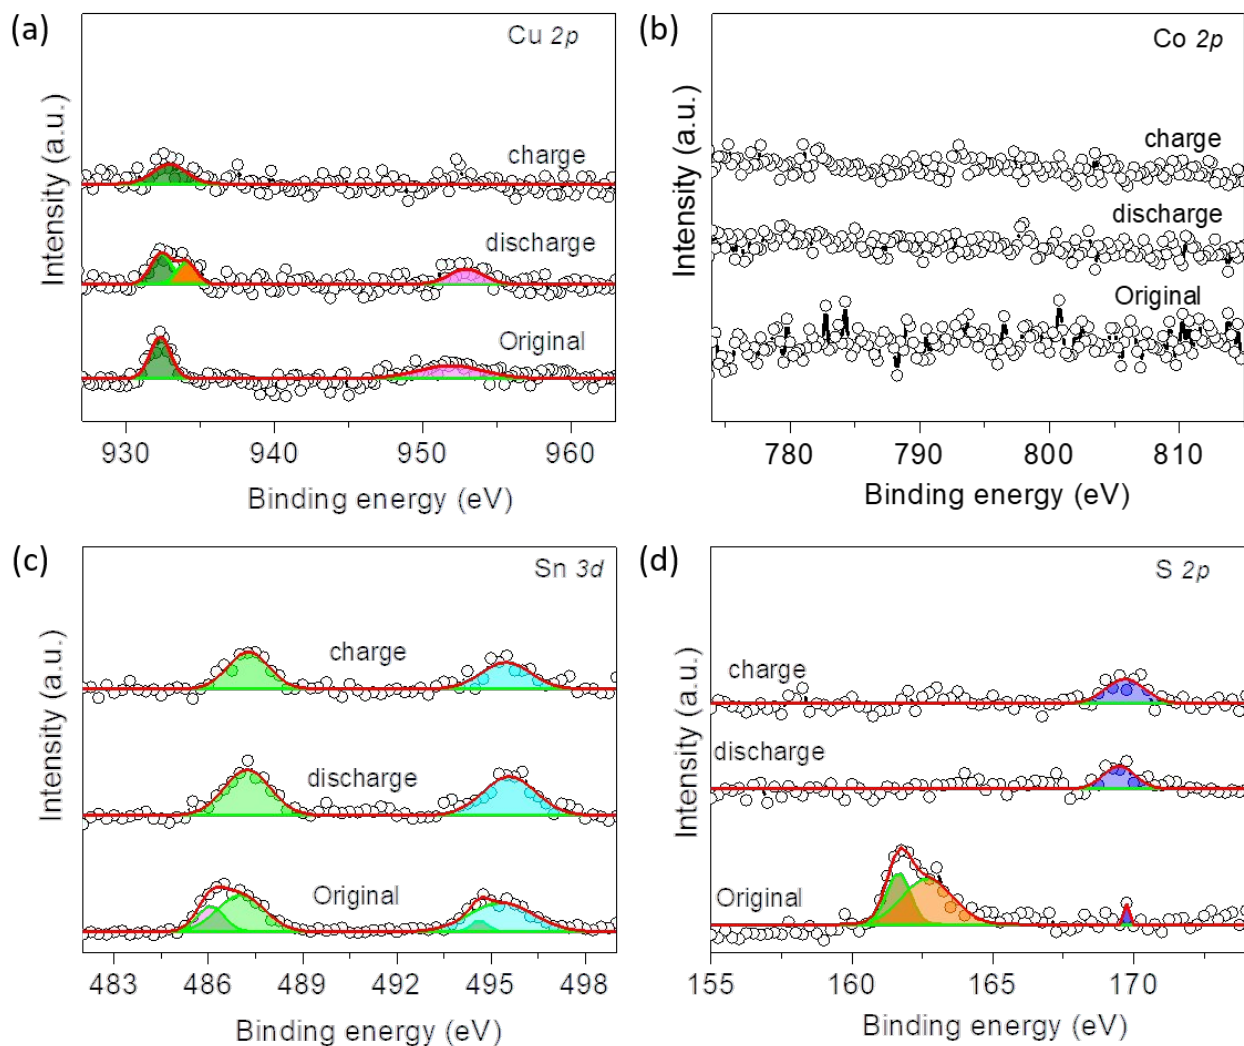 (a)
Cu 2p
charge
discharge
Original
Intensity (a.u.)
930 940 950 960
Binding energy (eV)
(b)
Co 2p
charge
discharge
Original
Intensity (a.u.)
780 790 800 810
Binding energy (eV)
(c)
Sn 3d
charge
discharge
Original
Intensity (a.u.)
483 486 489 492 495 498
Binding energy (eV)
(d)
S 2p
charge
discharge
Original
Intensity (a.u.)
155 160 165 170
Binding energy (eV)